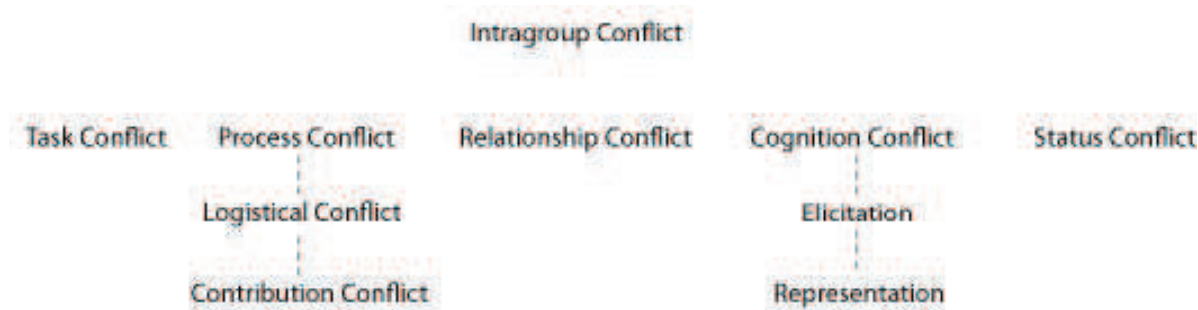 Intragroup Conflict
Task Conflict Process Conflict Relationship Conflict Cognition Conflict Status Conflict
Logistical Conflict Elicitation
Contribution Conflict Representation